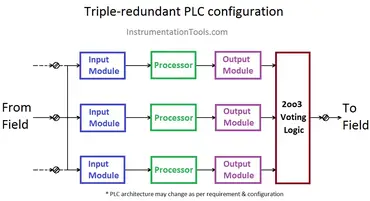 Triple-redundant PLC configuration
InstrumentationTools.com
Input
Module
Processor
Output
Module
From
Field
Input
Module
Processor
Output
Module
2oo3
Voting
Logic
To
Field
Input
Module
Processor
Output
Module
* PLC architecture may change as per requirement & configuration